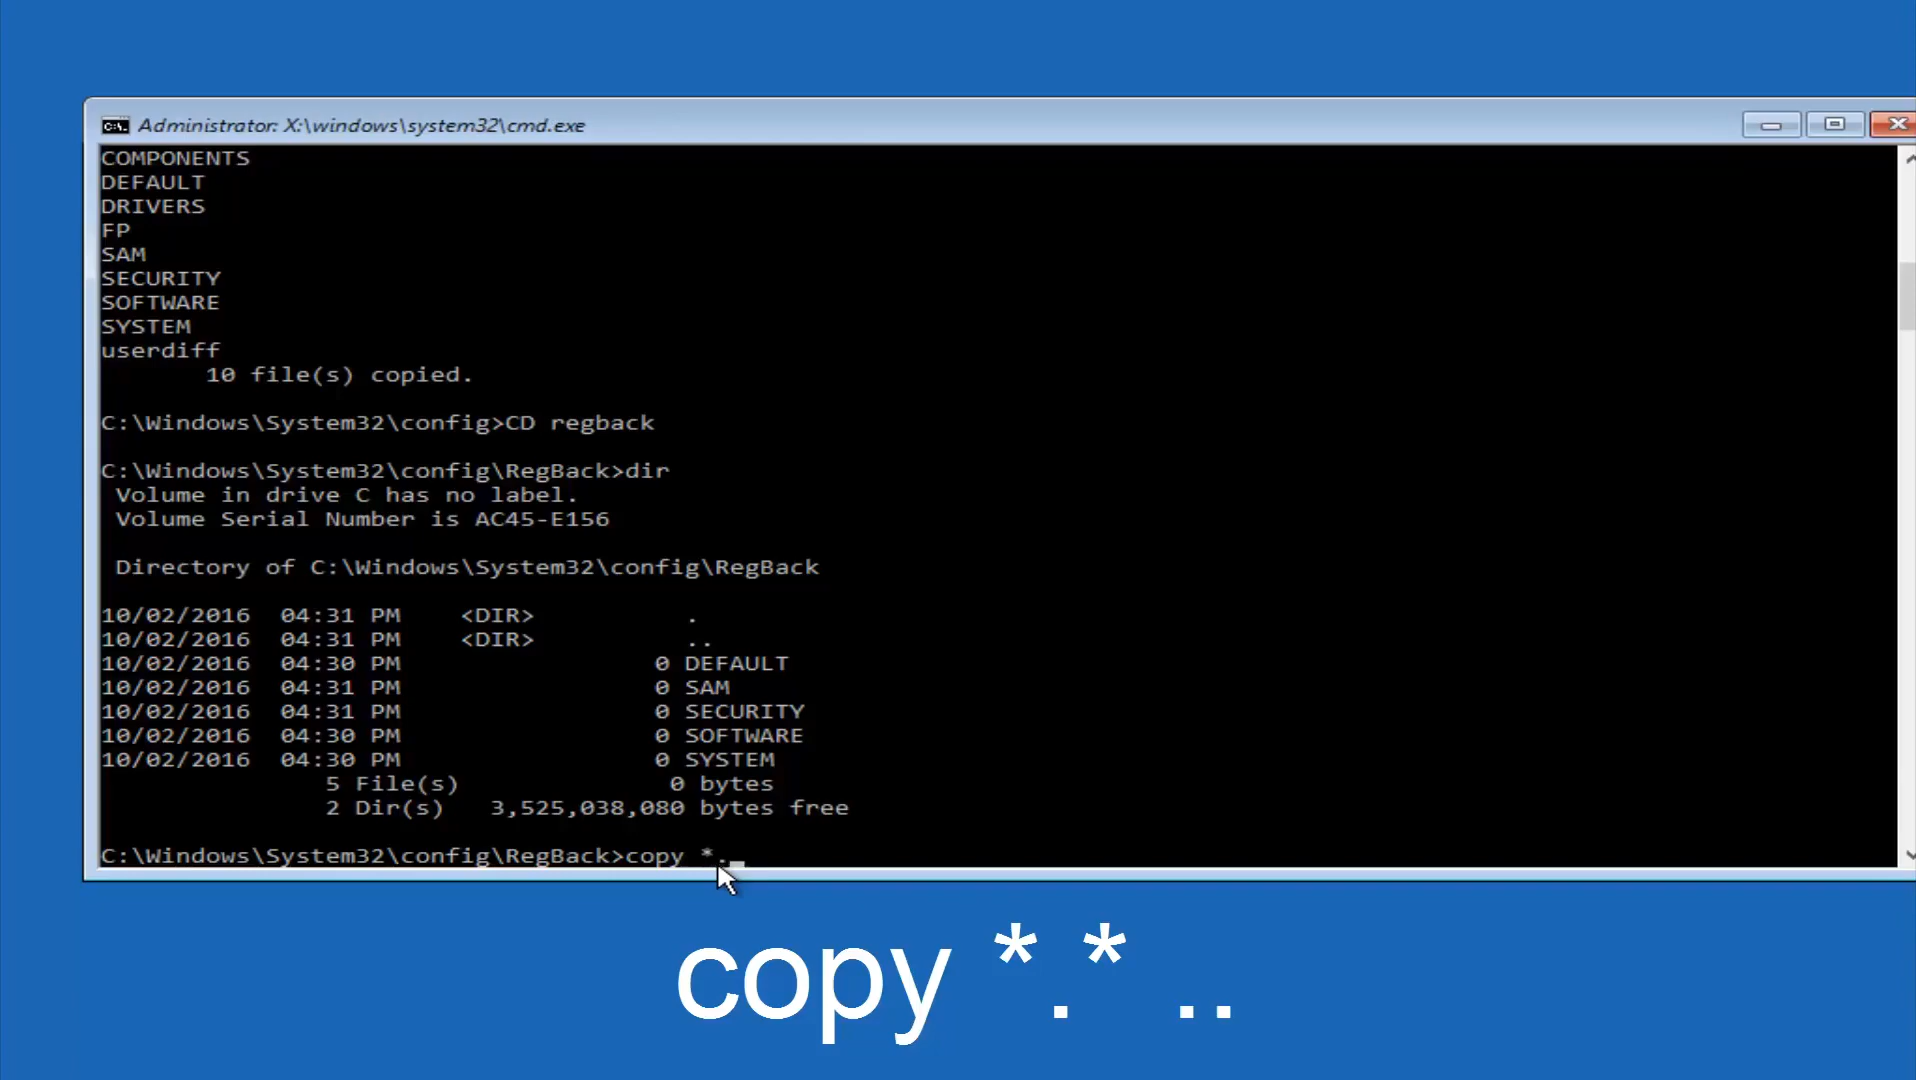 Administrator: X:\windows\system32\cmd.exe
COMPONENTS
DEFAULT
DRIVERS
FP
SAM
SECURITY
SOFTWARE
SYSTEM
userdiff
10 file(s) copied.
C:\Windows\System32\config>CD regback
C:\Windows\System32\config\RegBack>dir
Volume in drive C has no label.
Volume Serial Number is AC45-E156
Directory of C:\Windows\System32\config\RegBack
10/02/2016 04:31 PM <DIR> .
10/02/2016 04:31 PM <DIR> ..
10/02/2016 04:30 PM 0 DEFAULT
10/02/2016 04:31 PM 0 SAM
10/02/2016 04:31 PM 0 SECURITY
10/02/2016 04:30 PM 0 SOFTWARE
10/02/2016 04:30 PM 0 SYSTEM
5 File(s) 0 bytes
2 Dir(s) 3,525,038,080 bytes free
C:\Windows\System32\config\RegBack>copy *._
copy *.* ..